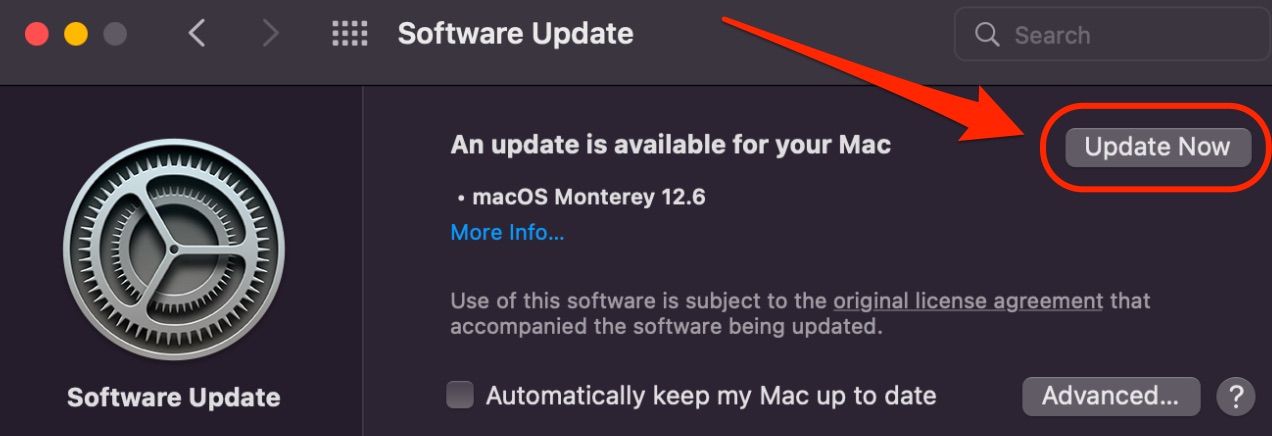 Software Update
Search
An update is available for your Mac
Update Now
• macOS Monterey 12.6
More Info...
Use of this software is subject to the original license agreement that
accompanied the software being updated.
Software Update
Automatically keep my Mac up to date
Advanced...
?